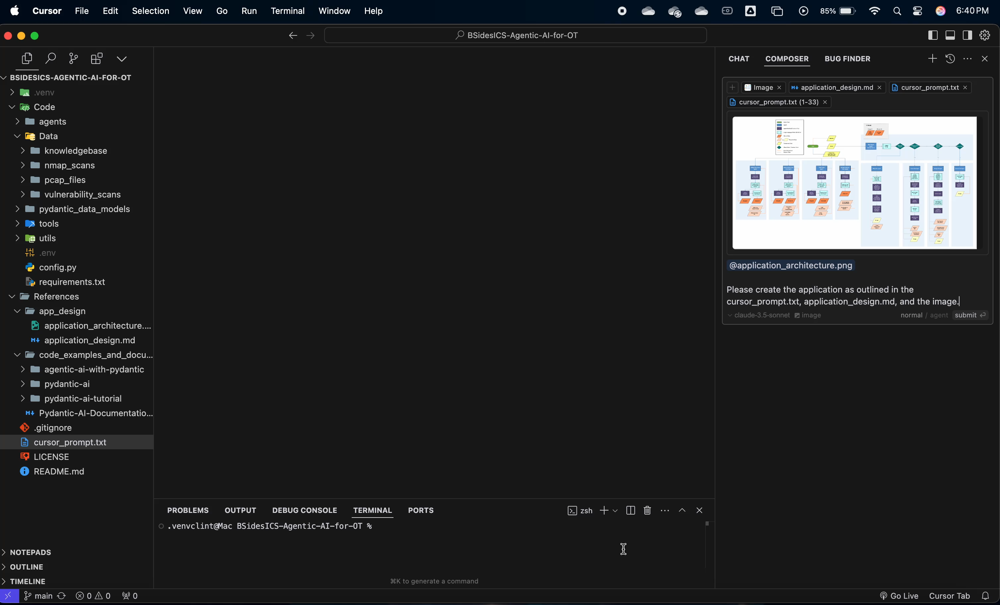 Cursor File Edit Selection View Go Run Terminal Window Help 85% 6:40 PM
BSidesICS-Agentic-AI-for-OT
BSIDESICS-AGENTIC-AI-FOR-OT
.venv
Code
agents
Data
knowledgebase
nmap_scans
pcap_files
vulnerability_scans
pydantic_data_models
tools
utils
.env
config.py
requirements.txt
References
app_design
application_architecture....
application_design.md
code_examples_and_docu...
agentic-ai-with-pydantic
pydantic-ai
pydantic-ai-tutorial
Pydantic-AI-Documentatio...
.gitignore
cursor_prompt.txt
LICENSE
README.md
NOTEPADS
OUTLINE
TIMELINE
CHAT COMPOSER BUG FINDER
Image application_design.md cursor_prompt.txt
cursor_prompt.txt (1-33)
@application_architecture.png
Please create the application as outlined in the
cursor_prompt.txt, application_design.md, and the image.
claude-3.5-sonnet image normal / agent submit
PROBLEMS OUTPUT DEBUG CONSOLE TERMINAL PORTS zsh
.venvclint@Mac BSidesICS-Agentic-AI-for-OT %
⌘K to generate a command
main 0 0 0 Go Live Cursor Tab